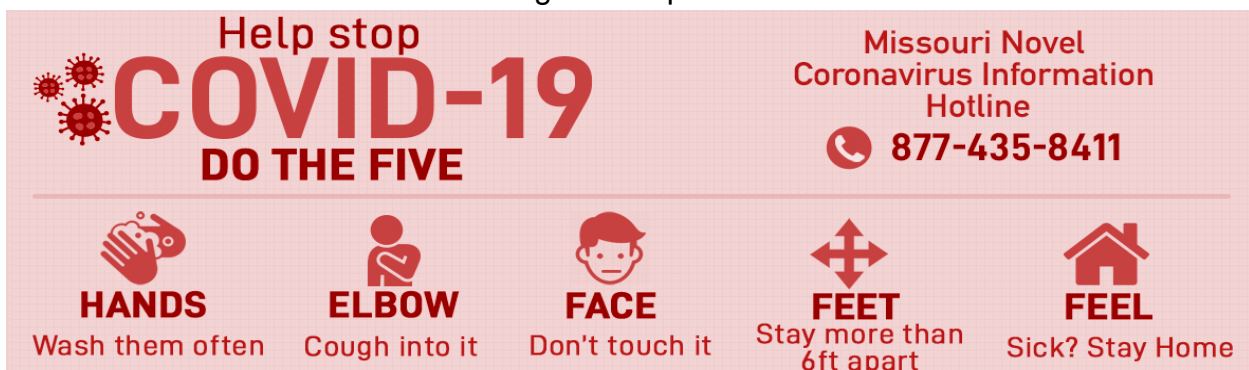 Help stop
COVID-19
DO THE FIVE
Missouri Novel
Coronavirus Information
Hotline
877-435-8411
HANDS
Wash them often
ELBOW
Cough into it
FACE
Don't touch it
FEET
Stay more than
6ft apart
FEEL
Sick? Stay Home